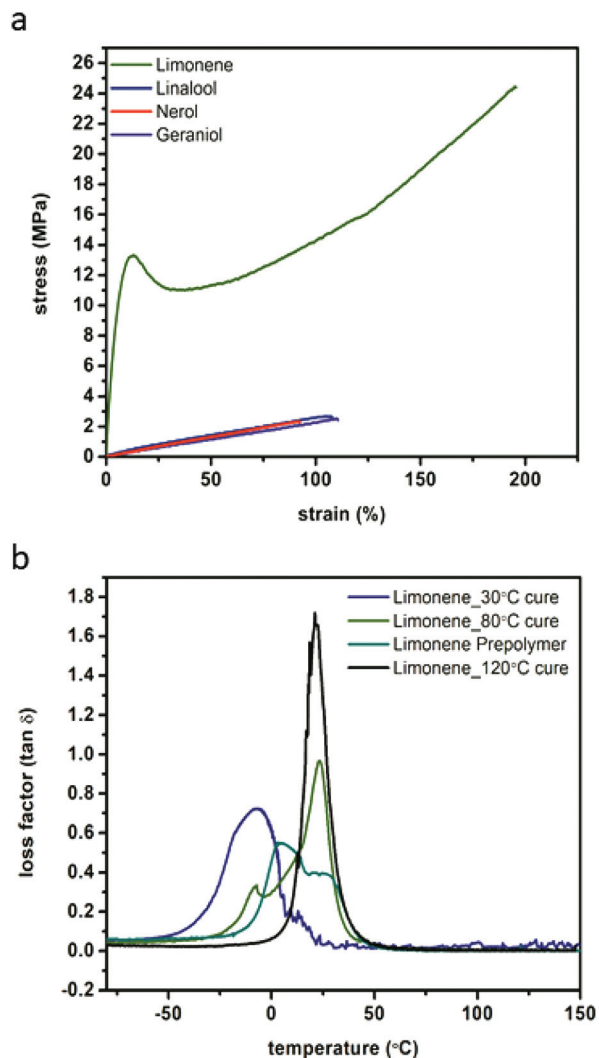 a
Limonene
Linalool
Nerol
Geraniol
26
24
22
20
18
16
14
12
10
8
6
4
2
0
stress (MPa)
0 50 100 150 200
strain (%)
b
Limonene_30°C cure
Limonene_80°C cure
Limonene Prepolymer
Limonene_120°C cure
1.8
1.6
1.4
1.2
1.0
0.8
0.6
0.4
0.2
0.0
-0.2
loss factor (tan δ)
-50 0 50 100 150
temperature (°C)